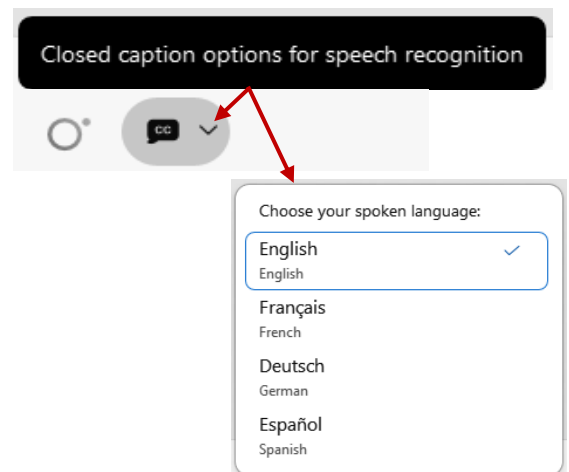 Closed caption options for speech recognition
CC
Choose your spoken language:
English
English
Français
French
Deutsch
German
Español
Spanish